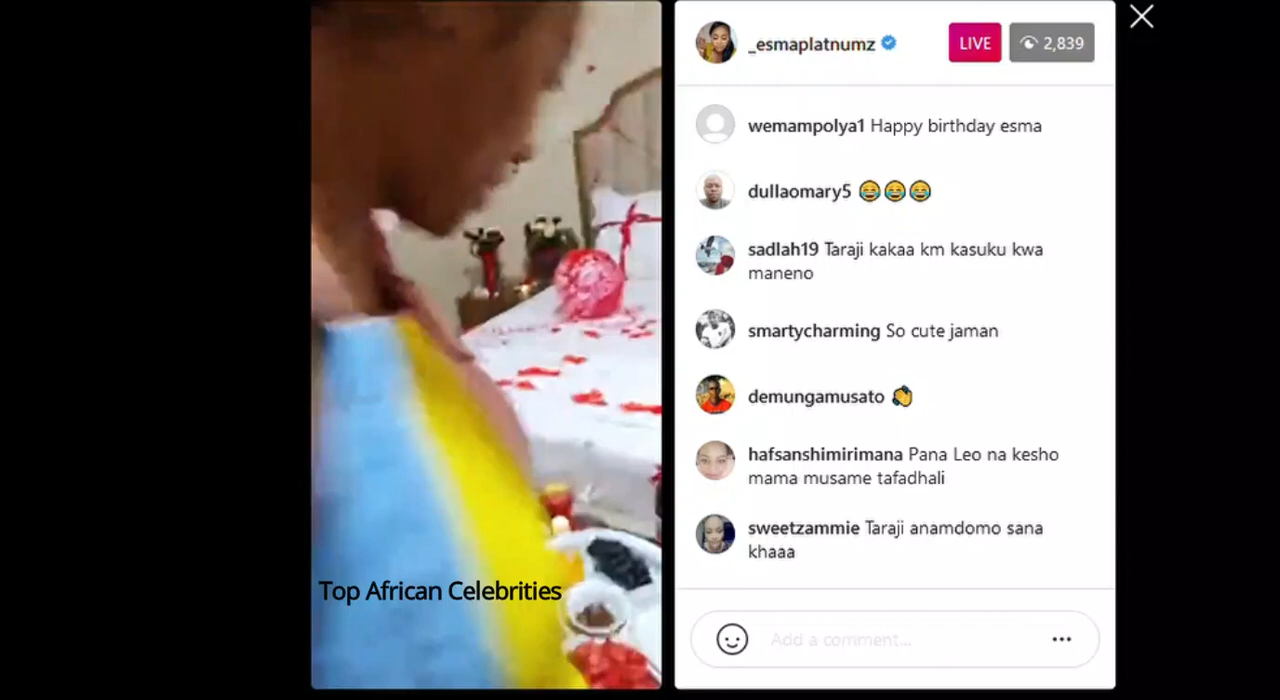 _esmaplatnumz
LIVE
2,839
wemampolya1 Happy birthday esma
dullaomary5 😂😂😂
sadlah19 Taraji kakaa km kasuku kwa
maneno
smartycharming So cute jaman
demungamusato 👏
hafsanshimirimana Pana Leo na kesho
mama musame tafadhali
sweetzammie Taraji anamdomo sana
khaaa
Top African Celebrities
Add a comment...